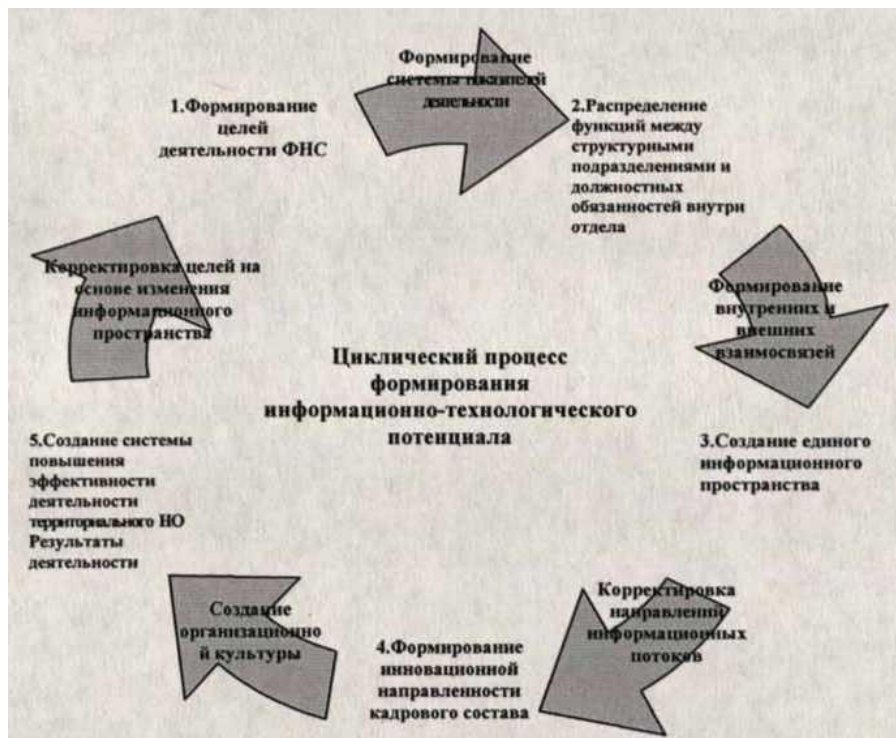 Формирование
системы показателей
деятельности
1.Формирование
целей
деятельности ФНС
2.Распределение
функций между
структурными
подразделениями и
должностных
обязанностей внутри
отдела
Формирование
внутренних и
внешних
взаимосвязей
3.Создание единого
информационного
пространства
Корректировка
направлений
информационных
потоков
4.Формирование
инновационной
направленности
кадрового состава
Создание
организационно
й культуры
5.Создание системы
повышения
эффективности
деятельности
территориального НО
Результаты
деятельности
Корректировка целей на
основе изменения
информационного
пространства
Циклический процесс
формирования
информационно-технологического
потенциала